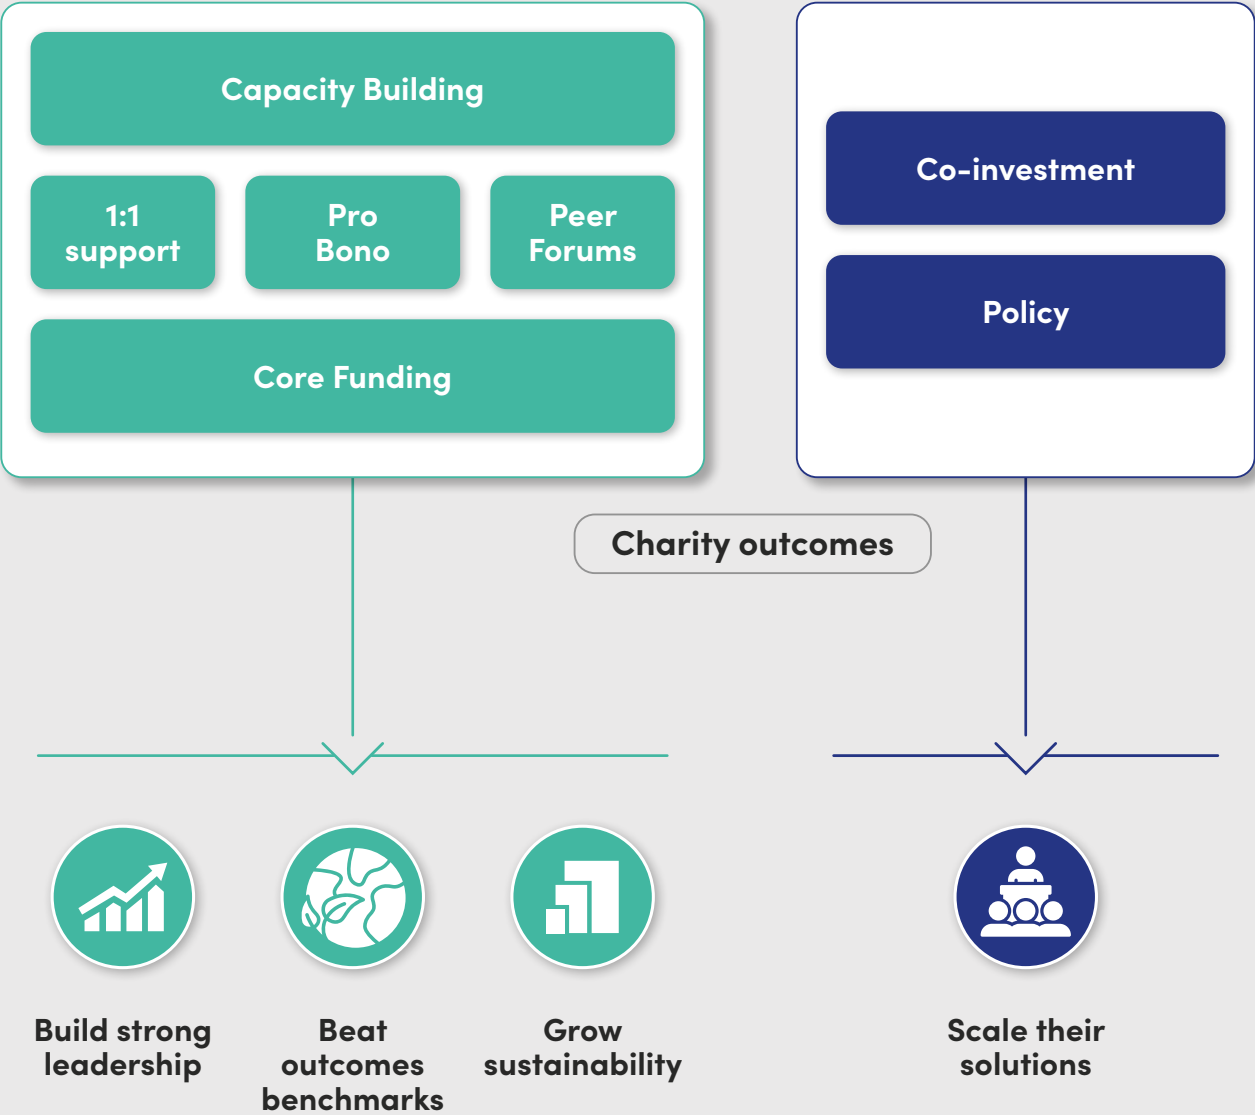 Capacity Building
1:1
support
Pro
Bono
Peer
Forums
Core Funding
Co-investment
Policy
Charity outcomes
Build strong
leadership
Beat
outcomes
benchmarks
Grow
sustainability
Scale their
solutions